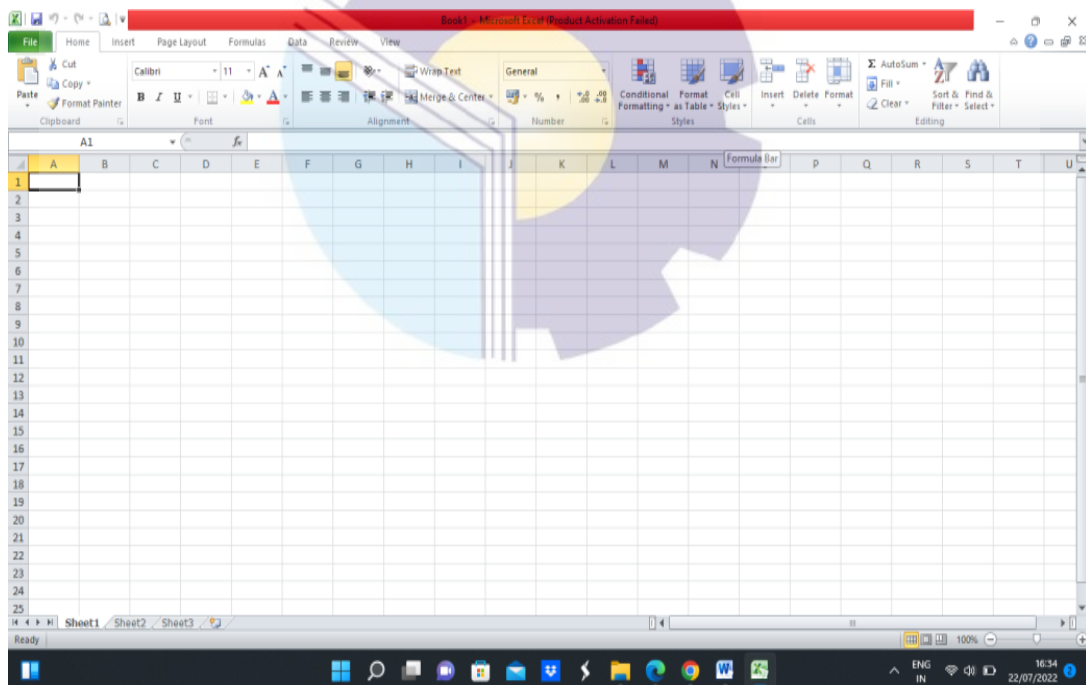 Book1 - Microsoft Excel (Product Activation Failed)
File Home Insert Page Layout Formulas Data Review View
Cut
Copy
Format Painter
Paste
Clipboard
Calibri 11
B I U
Font
Wrap Text
Merge & Center
Alignment
General
%
Number
Conditional Formatting
Format as Table
Cell Styles
Styles
Insert Delete Format
Cells
Σ AutoSum
Fill
Clear
Sort & Filter
Find & Select
Editing
A1 fx
Formula Bar
A B C D E F G H I J K L M N P Q R S T U
1
2
3
4
5
6
7
8
9
10
11
12
13
14
15
16
17
18
19
20
21
22
23
24
25
Sheet1 Sheet2 Sheet3
Ready 100%
ENG
IN
16:34
22/07/2022
2